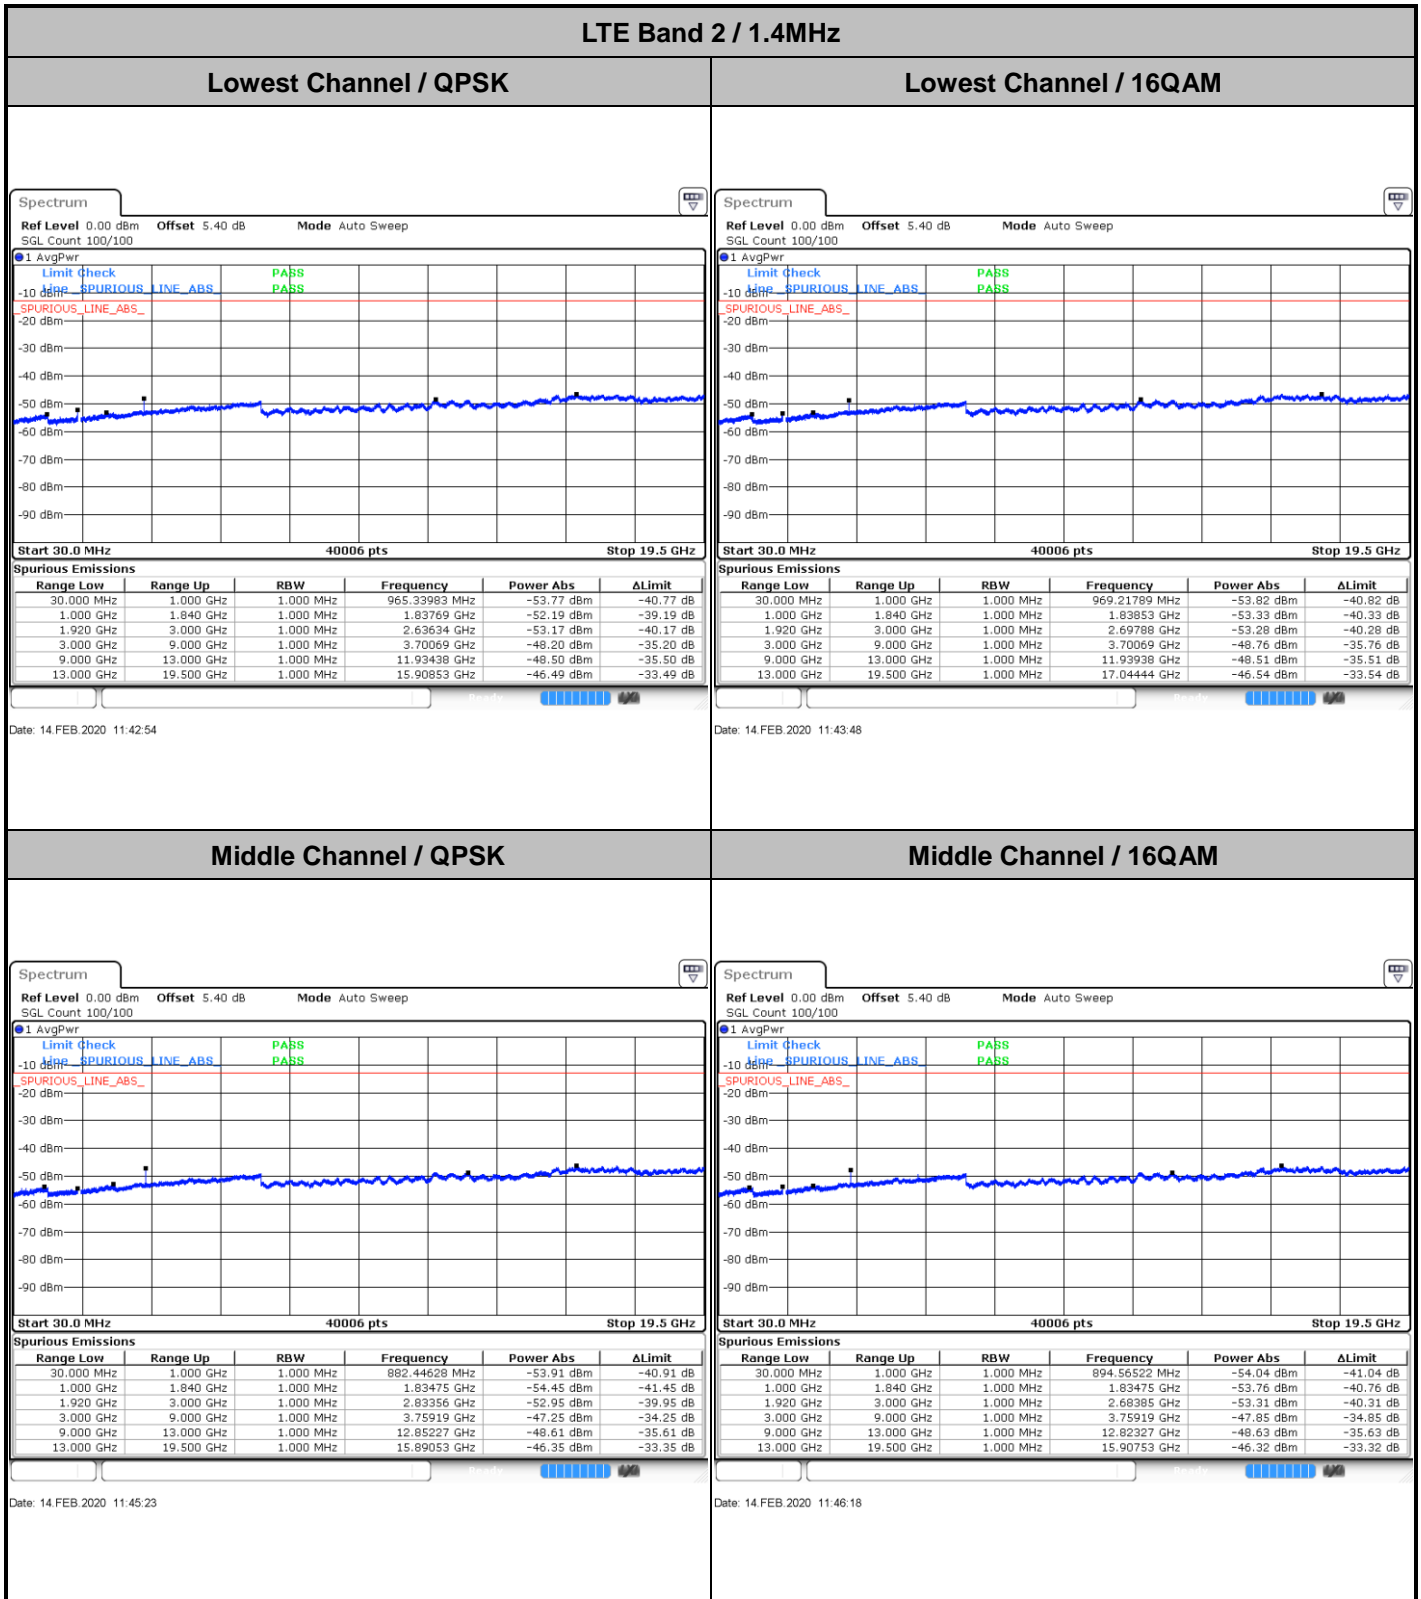 LTE Band 2 / 1.4MHz
Lowest Channel / QPSK
Lowest Channel / 16QAM
Spectrum
Ref Level 0.00 dBm Offset 5.40 dB Mode Auto Sweep
SGL Count 100/100
1 AvgPwr
Limit Check PASS
Line _SPURIOUS_LINE_ABS_ PASS
-10 dBm
_SPURIOUS_LINE_ABS_
-20 dBm
-30 dBm
-40 dBm
-50 dBm
-60 dBm
-70 dBm
-80 dBm
-90 dBm
Start 30.0 MHz 40006 pts Stop 19.5 GHz
Spurious Emissions
Range Low Range Up RBW Frequency Power Abs ΔLimit
30.000 MHz 1.000 GHz 1.000 MHz 965.33983 MHz -53.77 dBm -40.77 dB
1.000 GHz 1.840 GHz 1.000 MHz 1.83769 GHz -52.19 dBm -39.19 dB
1.920 GHz 3.000 GHz 1.000 MHz 2.63634 GHz -53.17 dBm -40.17 dB
3.000 GHz 9.000 GHz 1.000 MHz 3.70069 GHz -48.20 dBm -35.20 dB
9.000 GHz 13.000 GHz 1.000 MHz 11.93438 GHz -48.50 dBm -35.50 dB
13.000 GHz 19.500 GHz 1.000 MHz 15.90853 GHz -46.49 dBm -33.49 dB
Ready
Date: 14.FEB.2020 11:42:54
Spectrum
Ref Level 0.00 dBm Offset 5.40 dB Mode Auto Sweep
SGL Count 100/100
1 AvgPwr
Limit Check PASS
Line _SPURIOUS_LINE_ABS_ PASS
-10 dBm
_SPURIOUS_LINE_ABS_
-20 dBm
-30 dBm
-40 dBm
-50 dBm
-60 dBm
-70 dBm
-80 dBm
-90 dBm
Start 30.0 MHz 40006 pts Stop 19.5 GHz
Spurious Emissions
Range Low Range Up RBW Frequency Power Abs ΔLimit
30.000 MHz 1.000 GHz 1.000 MHz 969.21789 MHz -53.82 dBm -40.82 dB
1.000 GHz 1.840 GHz 1.000 MHz 1.83853 GHz -53.33 dBm -40.33 dB
1.920 GHz 3.000 GHz 1.000 MHz 2.69788 GHz -53.28 dBm -40.28 dB
3.000 GHz 9.000 GHz 1.000 MHz 3.70069 GHz -48.76 dBm -35.76 dB
9.000 GHz 13.000 GHz 1.000 MHz 11.93938 GHz -48.51 dBm -35.51 dB
13.000 GHz 19.500 GHz 1.000 MHz 17.04444 GHz -46.54 dBm -33.54 dB
Ready
Date: 14.FEB.2020 11:43:48
Middle Channel / QPSK
Middle Channel / 16QAM
Spectrum
Ref Level 0.00 dBm Offset 5.40 dB Mode Auto Sweep
SGL Count 100/100
1 AvgPwr
Limit Check PASS
Line _SPURIOUS_LINE_ABS_ PASS
-10 dBm
_SPURIOUS_LINE_ABS_
-20 dBm
-30 dBm
-40 dBm
-50 dBm
-60 dBm
-70 dBm
-80 dBm
-90 dBm
Start 30.0 MHz 40006 pts Stop 19.5 GHz
Spurious Emissions
Range Low Range Up RBW Frequency Power Abs ΔLimit
30.000 MHz 1.000 GHz 1.000 MHz 882.44628 MHz -53.91 dBm -40.91 dB
1.000 GHz 1.840 GHz 1.000 MHz 1.83475 GHz -54.45 dBm -41.45 dB
1.920 GHz 3.000 GHz 1.000 MHz 2.83356 GHz -52.95 dBm -39.95 dB
3.000 GHz 9.000 GHz 1.000 MHz 3.75919 GHz -47.25 dBm -34.25 dB
9.000 GHz 13.000 GHz 1.000 MHz 12.85227 GHz -48.61 dBm -35.61 dB
13.000 GHz 19.500 GHz 1.000 MHz 15.89053 GHz -46.35 dBm -33.35 dB
Ready
Date: 14.FEB.2020 11:45:23
Spectrum
Ref Level 0.00 dBm Offset 5.40 dB Mode Auto Sweep
SGL Count 100/100
1 AvgPwr
Limit Check PASS
Line _SPURIOUS_LINE_ABS_ PASS
-10 dBm
_SPURIOUS_LINE_ABS_
-20 dBm
-30 dBm
-40 dBm
-50 dBm
-60 dBm
-70 dBm
-80 dBm
-90 dBm
Start 30.0 MHz 40006 pts Stop 19.5 GHz
Spurious Emissions
Range Low Range Up RBW Frequency Power Abs ΔLimit
30.000 MHz 1.000 GHz 1.000 MHz 894.56522 MHz -54.04 dBm -41.04 dB
1.000 GHz 1.840 GHz 1.000 MHz 1.83475 GHz -53.76 dBm -40.76 dB
1.920 GHz 3.000 GHz 1.000 MHz 2.68385 GHz -53.31 dBm -40.31 dB
3.000 GHz 9.000 GHz 1.000 MHz 3.75919 GHz -47.85 dBm -34.85 dB
9.000 GHz 13.000 GHz 1.000 MHz 12.82327 GHz -48.63 dBm -35.63 dB
13.000 GHz 19.500 GHz 1.000 MHz 15.90753 GHz -46.32 dBm -33.32 dB
Ready
Date: 14.FEB.2020 11:46:18